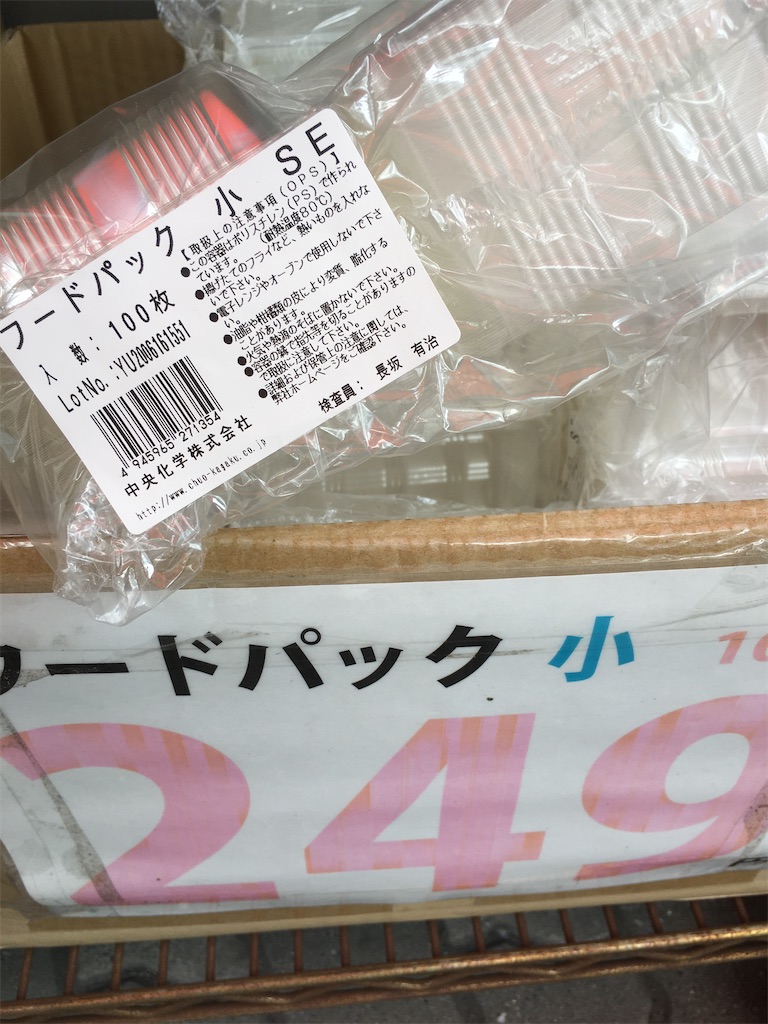 フードパック 小 SE
入 数:100枚
LotNo.:YU2006161551
4 945965 271354
中央化学株式会社
http://www.chuo-kagaku.co.jp
【取扱上の注意事項(OPS)】
この容器はポリスチレン(PS)で作られ
ています。 (耐熱温度80℃)
●揚げたてのフライなど、熱いものを入れな
いで下さい。
●電子レンジやオーブンで使用しないで下さ
い。
●油脂や柑橘類の皮により変質、脆化する
ことがあります。
●火気や熱源のそばに置かないで下さい。
●容器の縁で指先等を切ることがありますの
で取扱に注意して下さい。
●詳細および保管上の注意に関しては、
弊社ホームページをご確認下さい。
検査員: 長坂 有治
フードパック 小
249